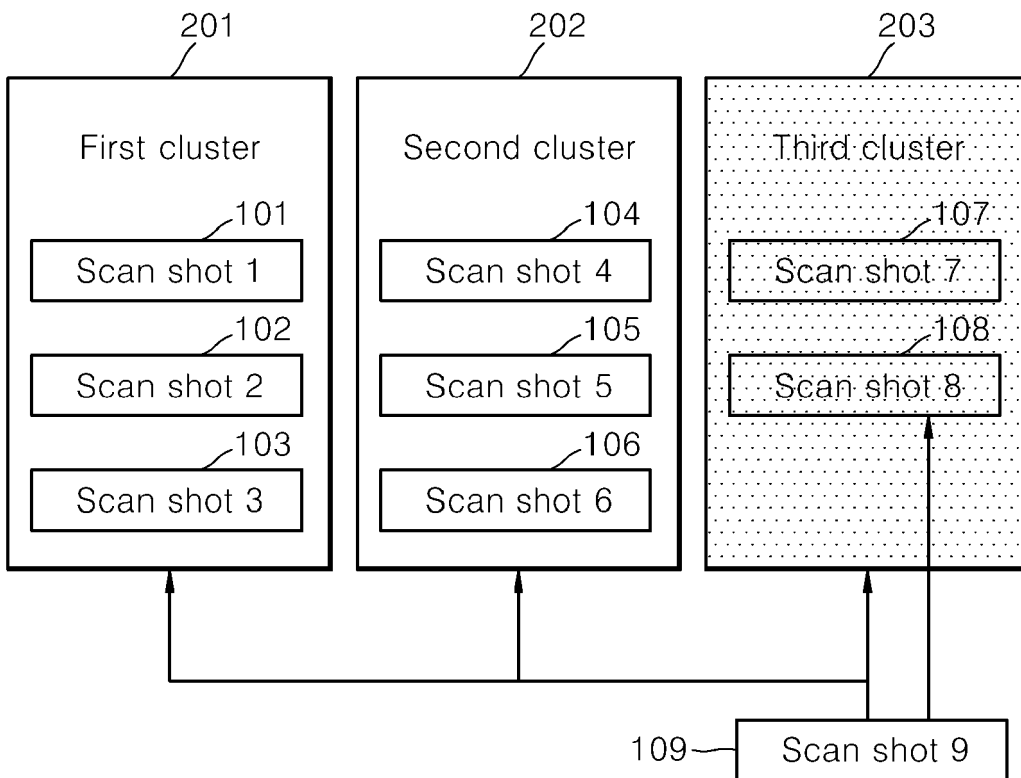 201
202
203
First cluster
Second cluster
Third cluster
101
104
107
Scan shot 1
Scan shot 4
Scan shot 7
102
105
108
Scan shot 2
Scan shot 5
Scan shot 8
103
106
Scan shot 3
Scan shot 6
109
Scan shot 9